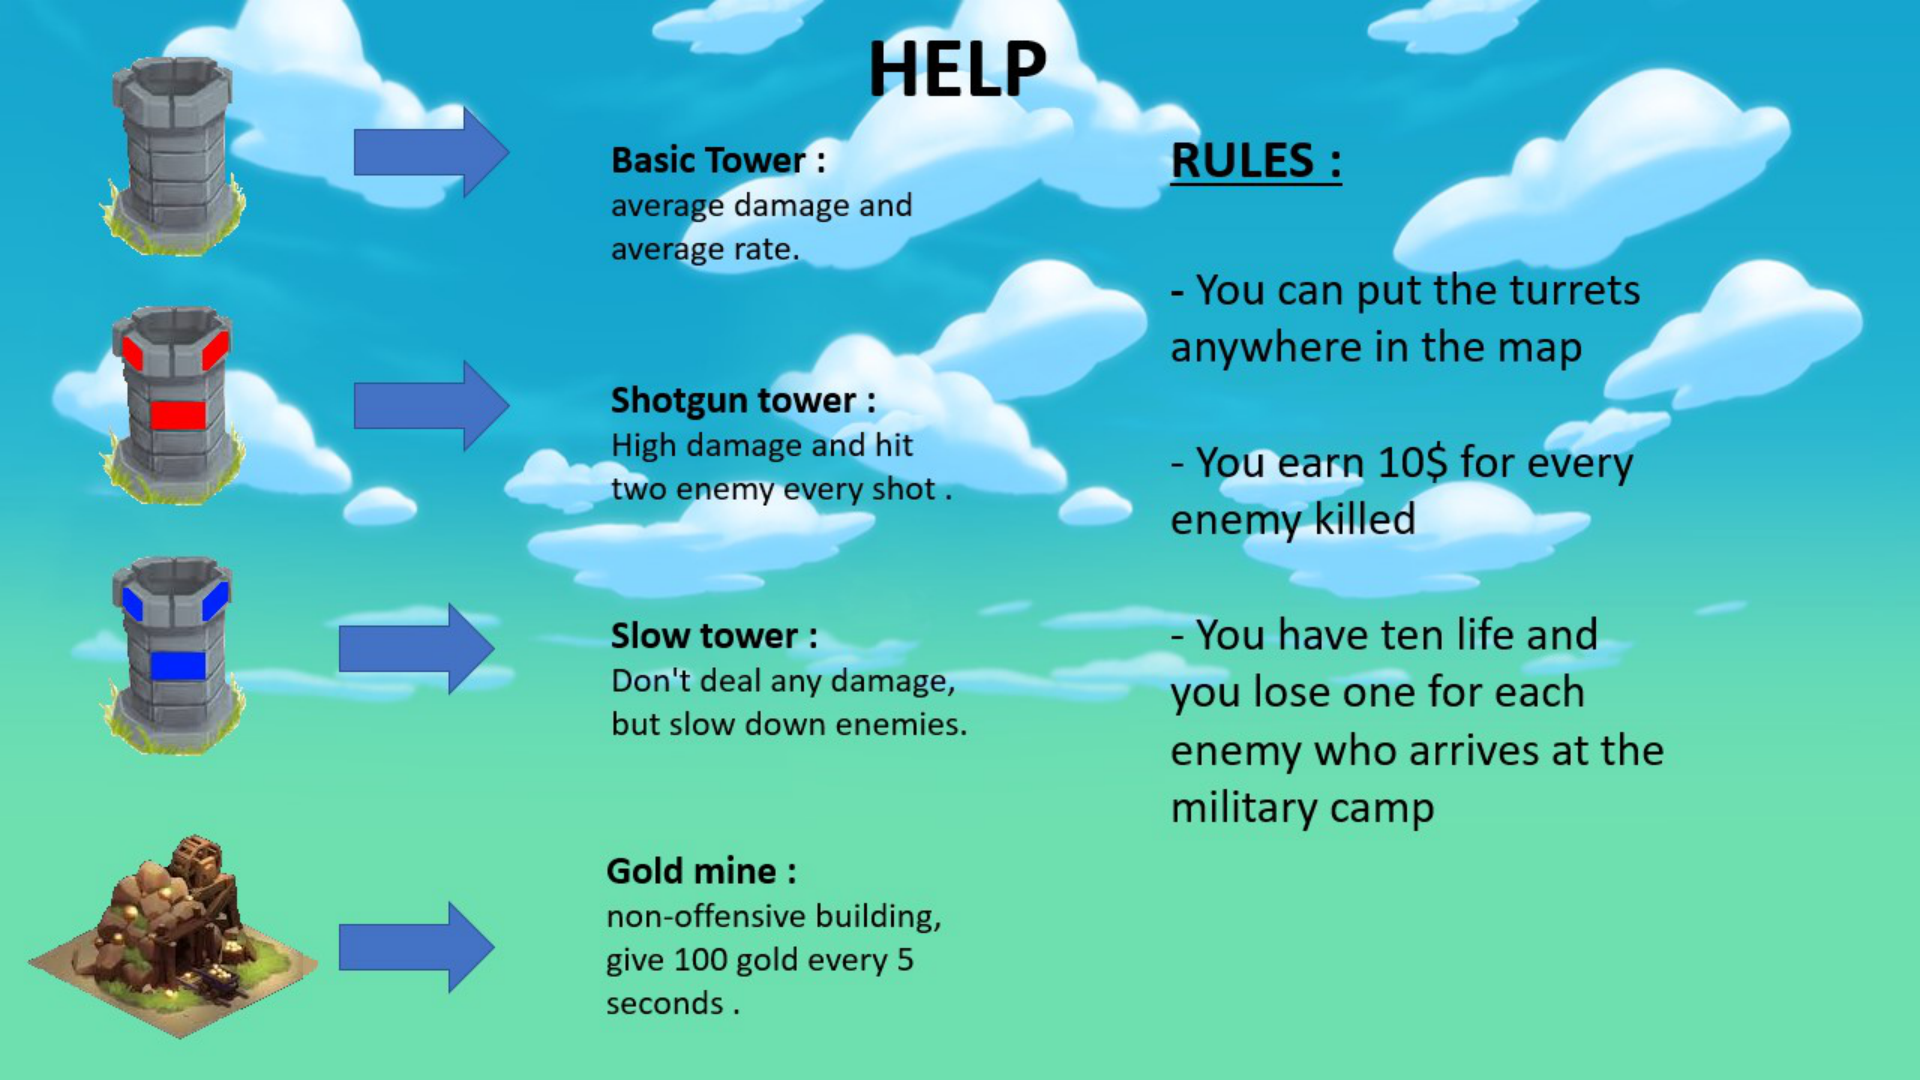 HELP
Basic Tower :
average damage and
average rate.
Shotgun tower :
High damage and hit
two enemy every shot .
Slow tower :
Don't deal any damage,
but slow down enemies.
Gold mine :
non-offensive building,
give 100 gold every 5
seconds .
RULES :
- You can put the turrets
anywhere in the map
- You earn 10$ for every
enemy killed
- You have ten life and
you lose one for each
enemy who arrives at the
military camp